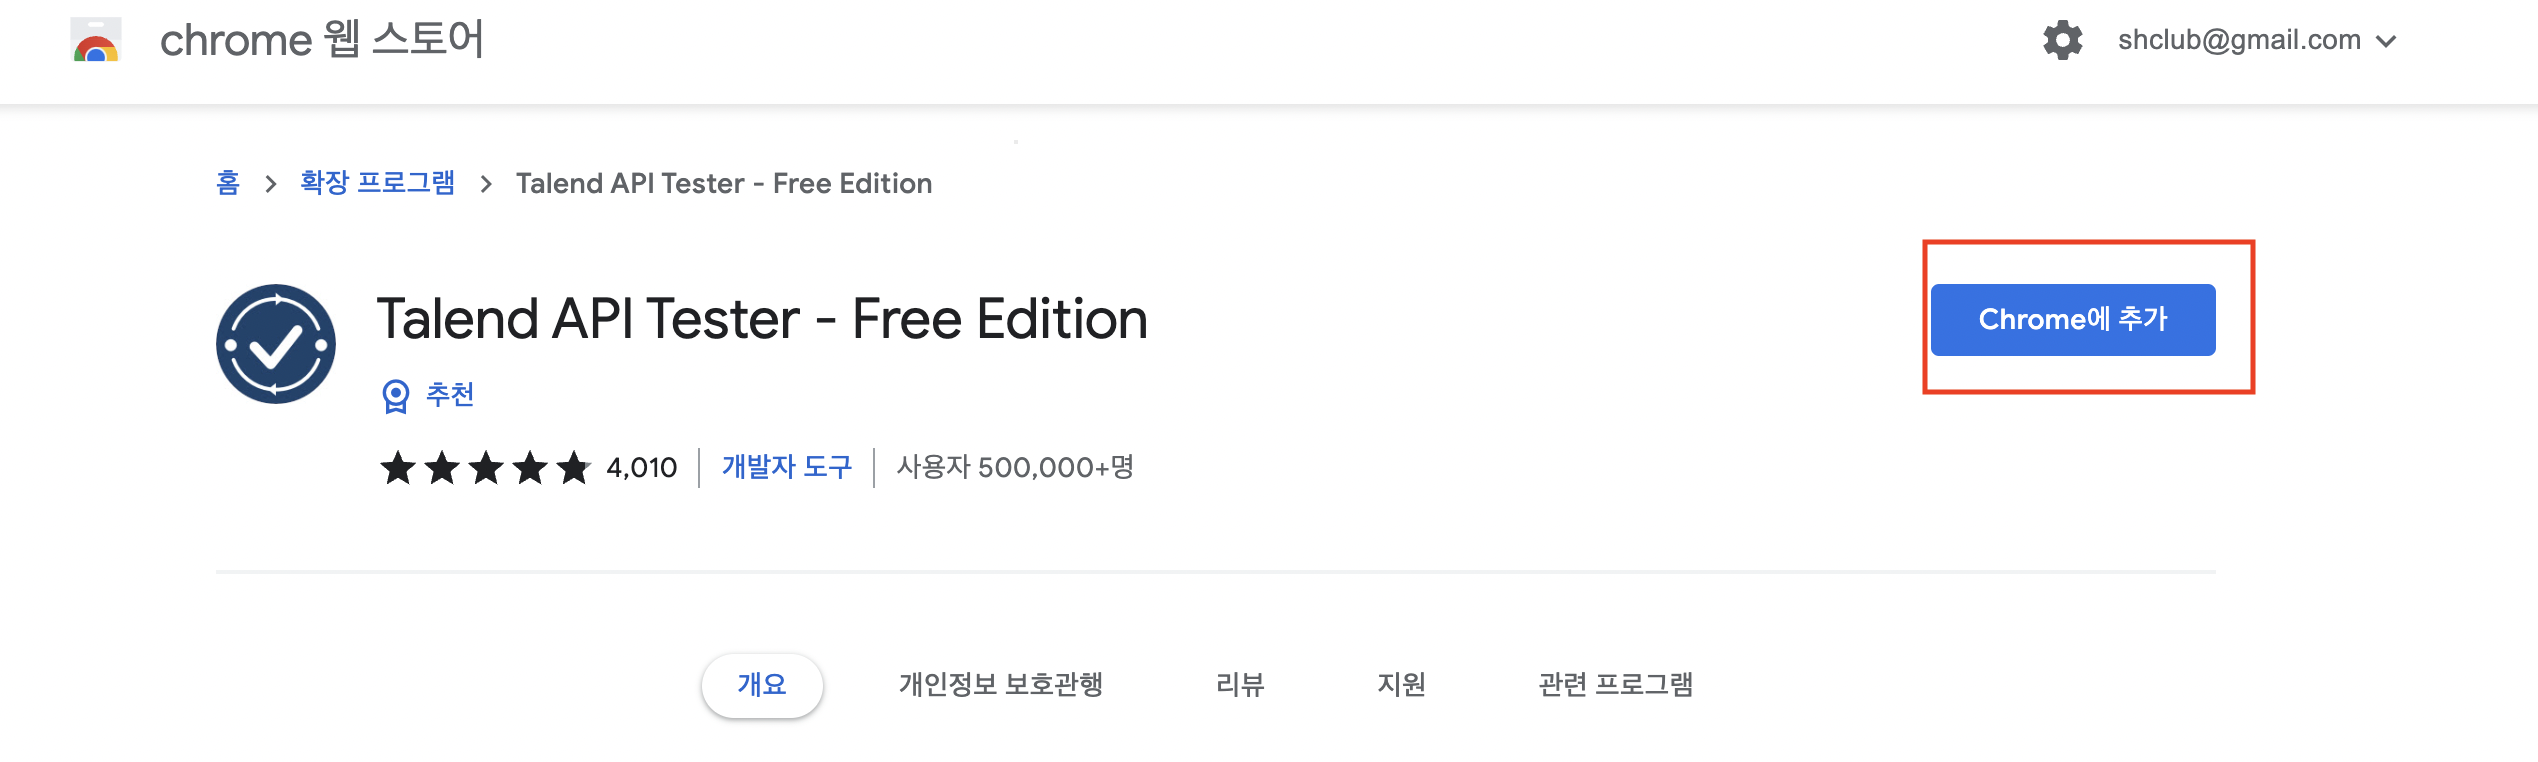 chrome 웹 스토어
shclub@gmail.com
홈 > 확장 프로그램 > Talend API Tester - Free Edition
Talend API Tester - Free Edition
Chrome에 추가
추천
4,010 개발자 도구 사용자 500,000+명
개요 개인정보 보호관행 리뷰 지원 관련 프로그램